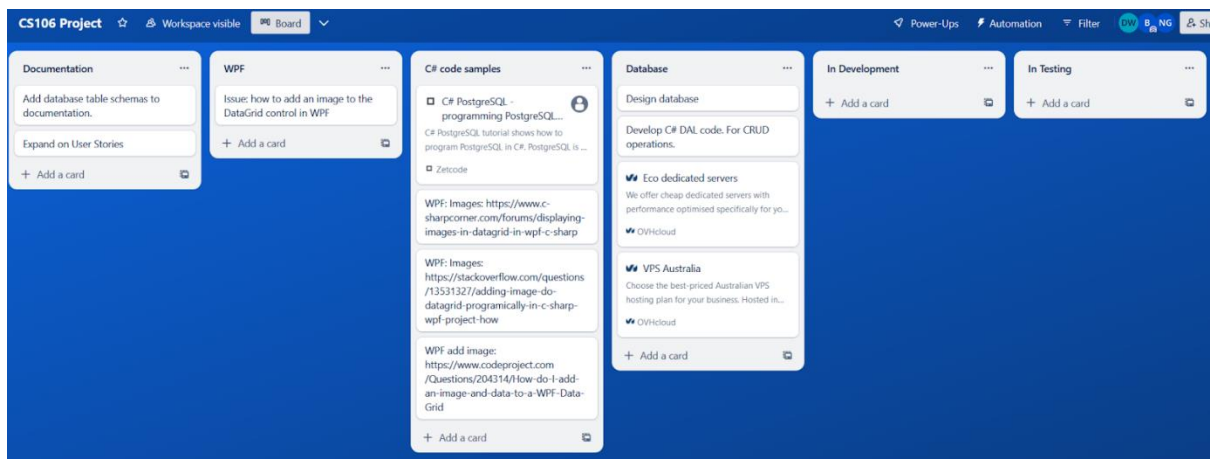 CS106 Project
Workspace visible
Board
Power-Ups
Automation
Filter
DW
B
NG
Sh
Documentation
Add database table schemas to
documentation.
Expand on User Stories
+ Add a card
WPF
Issue: how to add an image to the
DataGrid control in WPF
+ Add a card
C# code samples
C# PostgreSQL -
programming PostgreSQL...
C# PostgreSQL tutorial shows how to
program PostgreSQL in C#. PostgreSQL is ...
Zetcode
WPF: Images: https://www.c-
sharpcorner.com/forums/displaying-
images-in-datagrid-in-wpf-c-sharp
WPF: Images:
https://stackoverflow.com/questions
/13531327/adding-image-do-
datagrid-programically-in-c-sharp-
wpf-project-how
WPF add image:
https://www.codeproject.com
/Questions/204314/How-do-I-add-
an-image-and-data-to-a-WPF-Data-
Grid
+ Add a card
Database
Design database
Develop C# DAL code. For CRUD
operations.
Eco dedicated servers
We offer cheap dedicated servers with
performance optimised specifically for yo...
OVHcloud
VPS Australia
Choose the best-priced Australian VPS
hosting plan for your business. Hosted in...
OVHcloud
+ Add a card
In Development
+ Add a card
In Testing
+ Add a card